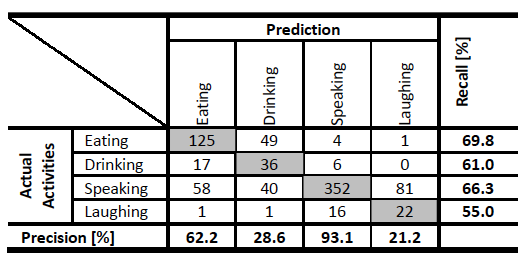 Prediction
Eating Drinking Speaking Laughing Recall [%]
Actual Activities
Eating 125 49 4 1 69.8
Drinking 17 36 6 0 61.0
Speaking 58 40 352 81 66.3
Laughing 1 1 16 22 55.0
Precision [%] 62.2 28.6 93.1 21.2